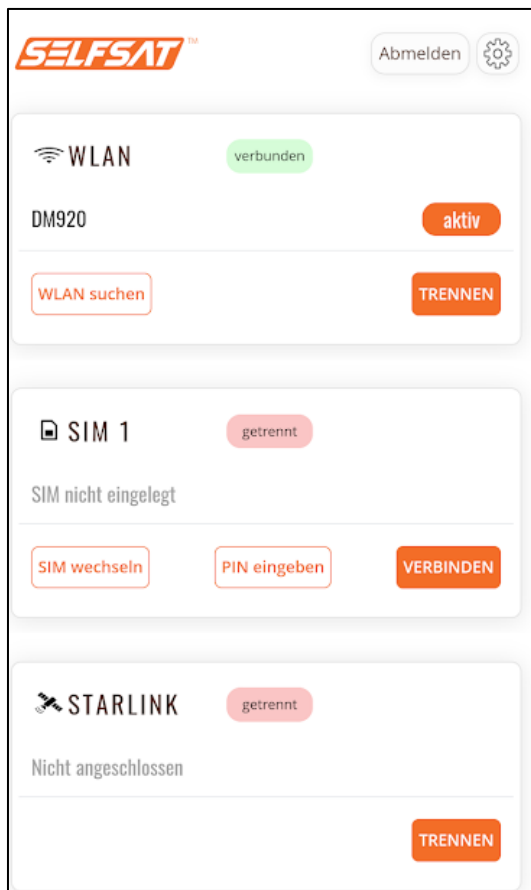 SELFSAT™
Abmelden
WLAN
verbunden
DM920
aktiv
WLAN suchen
TRENNEN
SIM 1
getrennt
SIM nicht eingelegt
SIM wechseln
PIN eingeben
VERBINDEN
STARLINK
getrennt
Nicht angeschlossen
TRENNEN